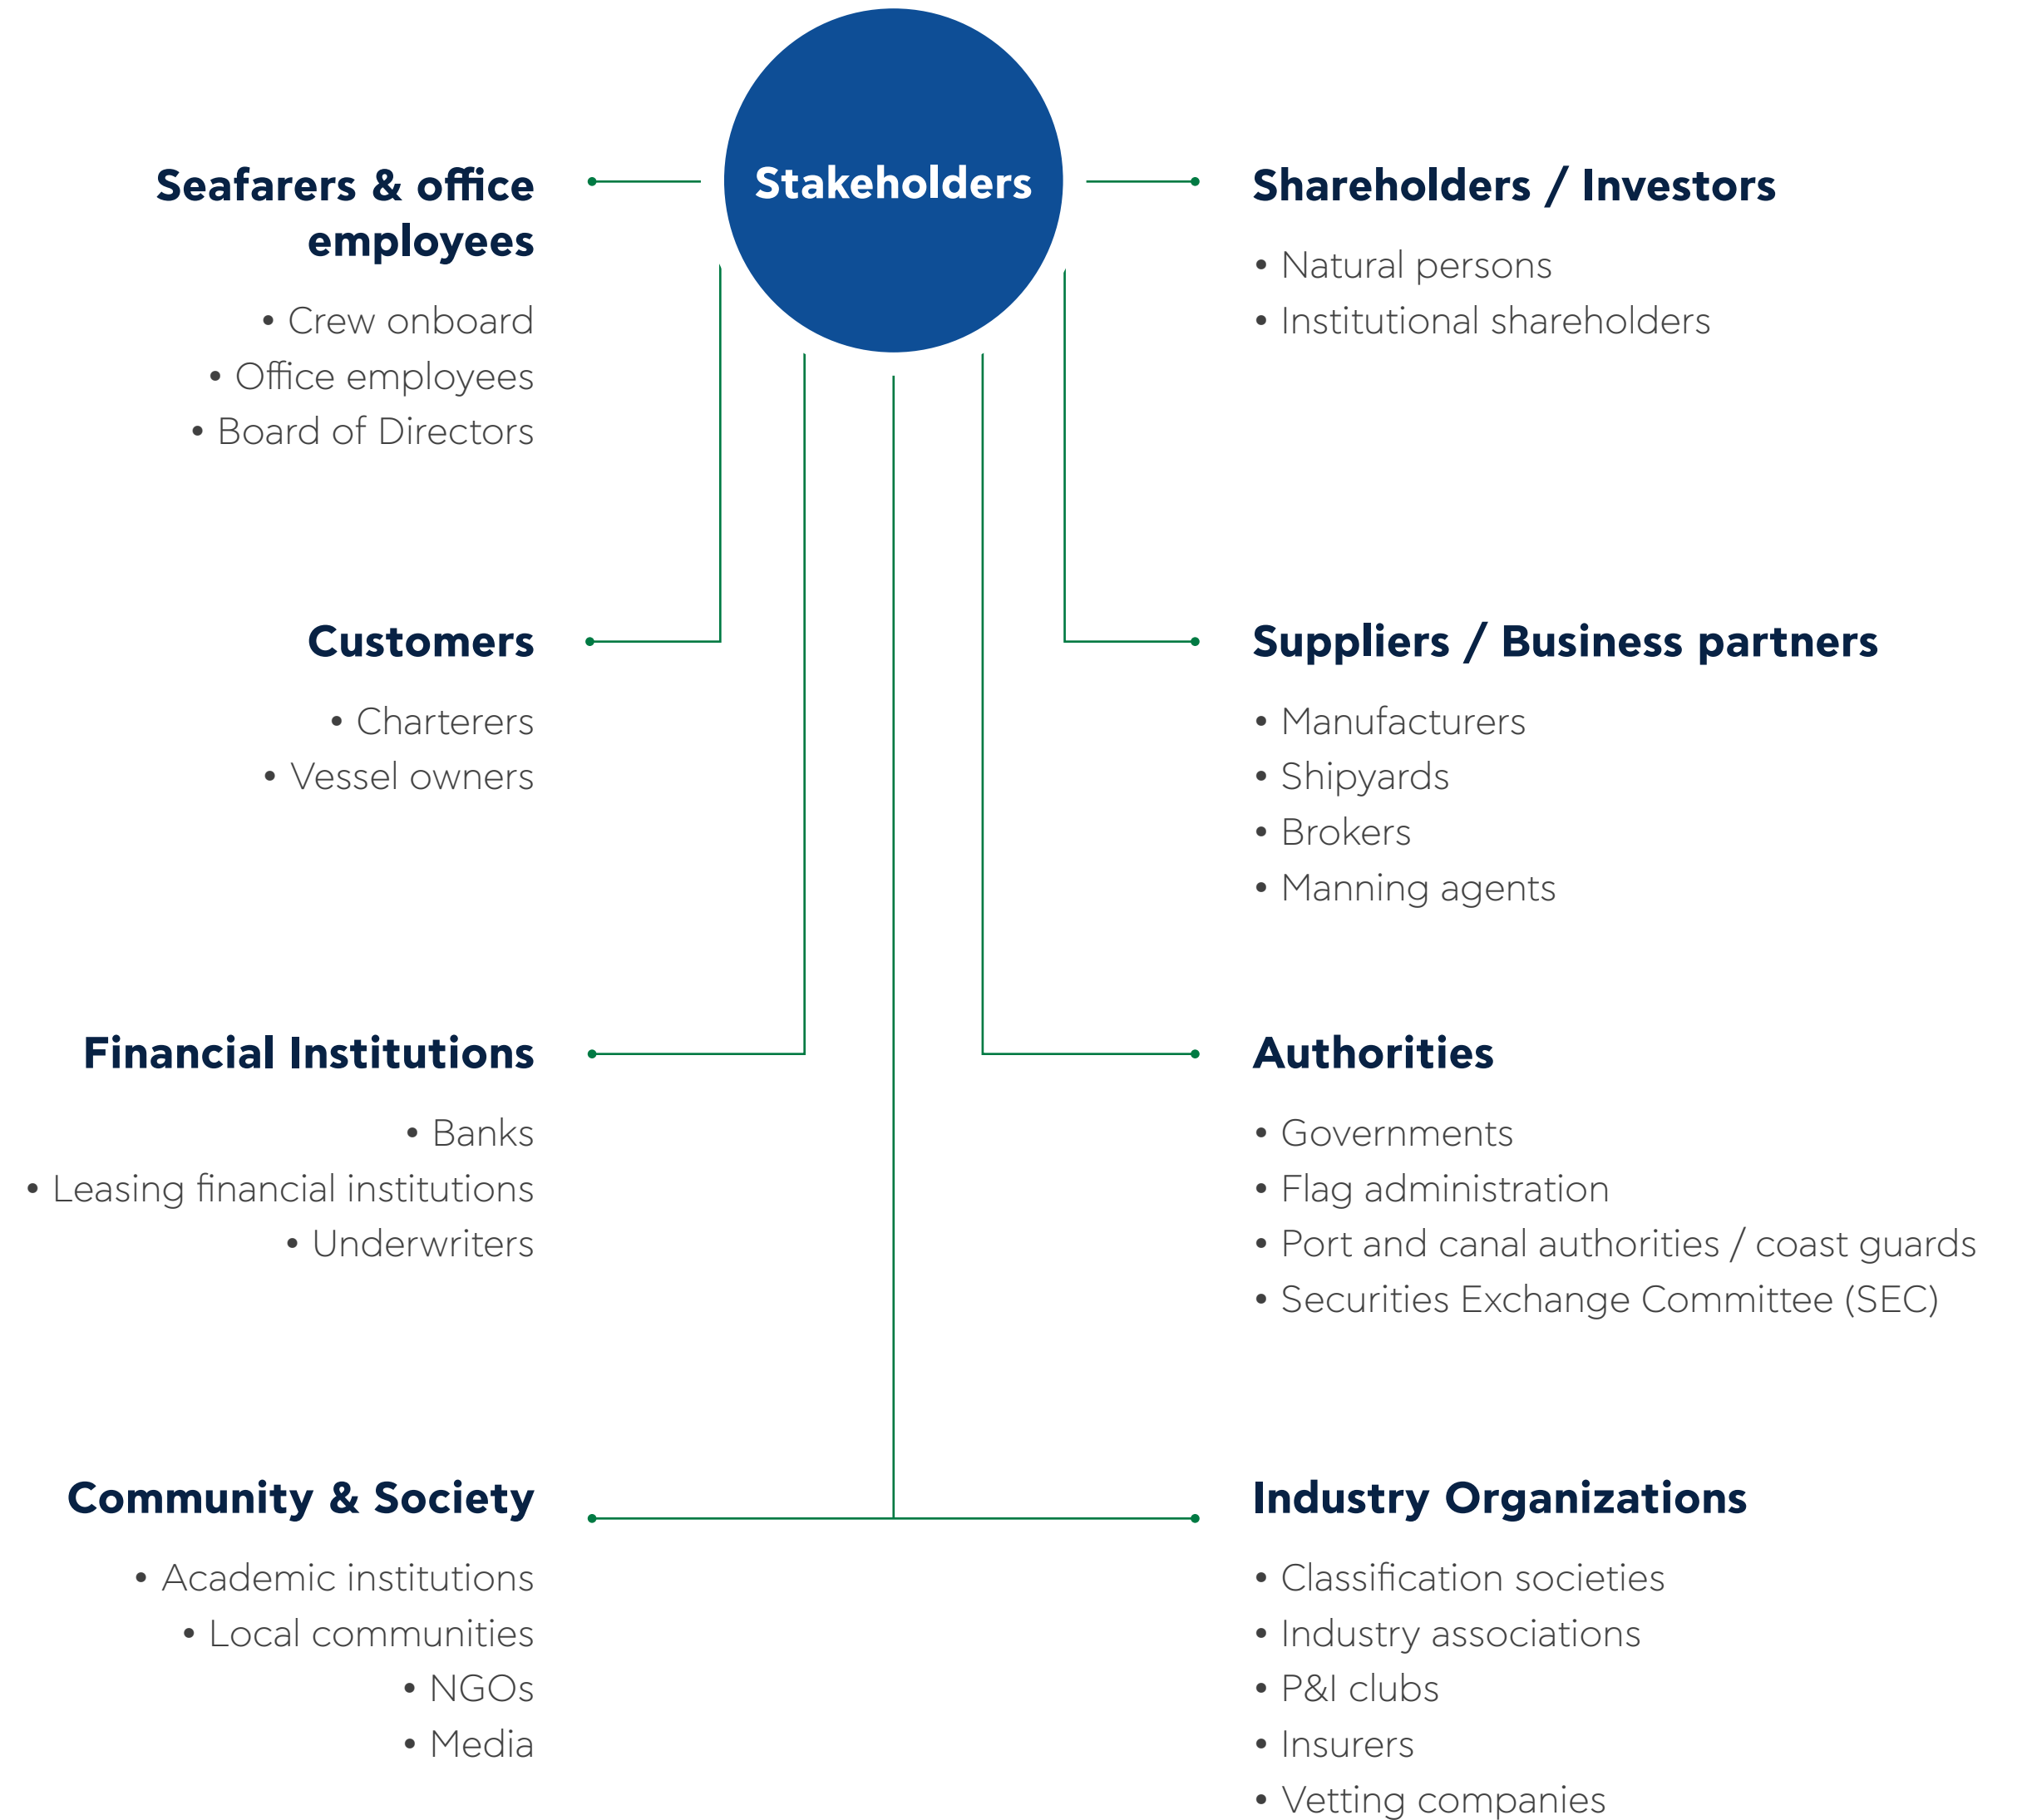 Stakeholders
Seafarers & office
employees
• Crew onboard
• Office employees
• Board of Directors
Shareholders / Investors
• Natural persons
• Institutional shareholders
Customers
• Charterers
• Vessel owners
Suppliers / Business partners
• Manufacturers
• Shipyards
• Brokers
• Manning agents
Financial Institutions
• Banks
• Leasing financial institutions
• Underwriters
Authorities
• Governments
• Flag administration
• Port and canal authorities / coast guards
• Securities Exchange Committee (SEC)
Community & Society
• Academic institutions
• Local communities
• NGOs
• Media
Industry Organizations
• Classification societies
• Industry associations
• P&I clubs
• Insurers
• Vetting companies